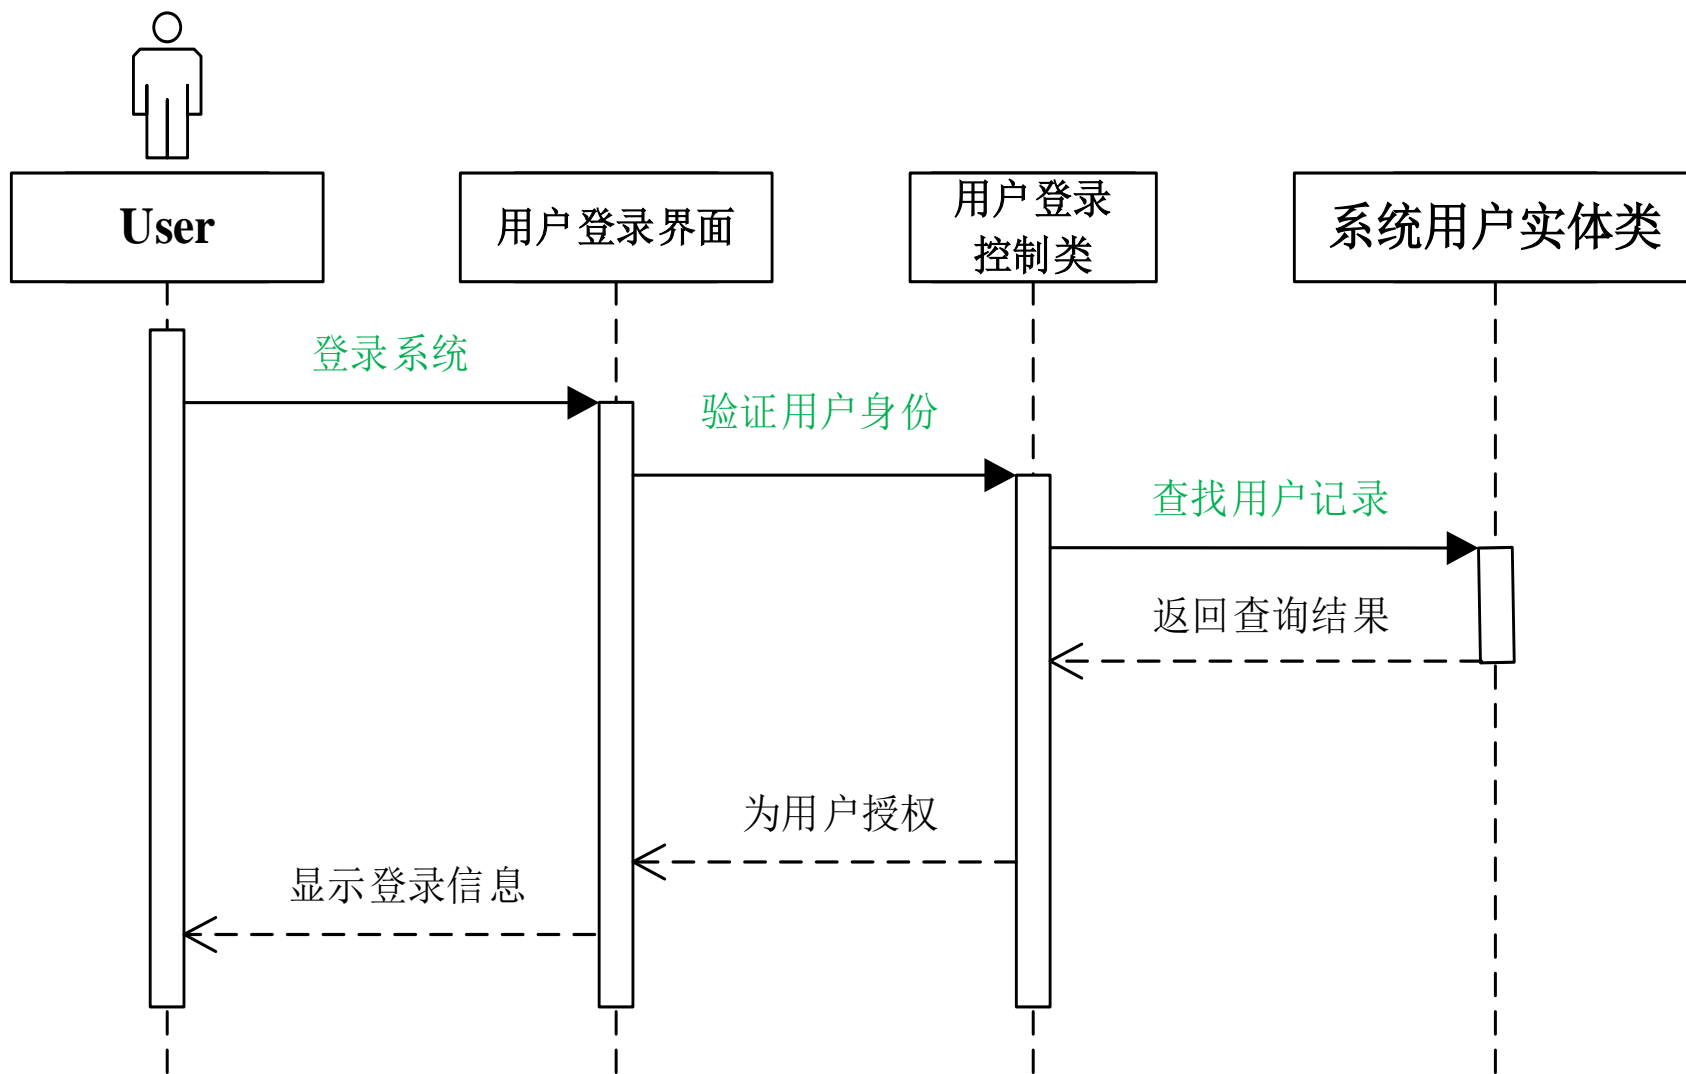 User
用户登录界面
用户登录
控制类
系统用户实体类
登录系统
验证用户身份
查找用户记录
返回查询结果
为用户授权
显示登录信息